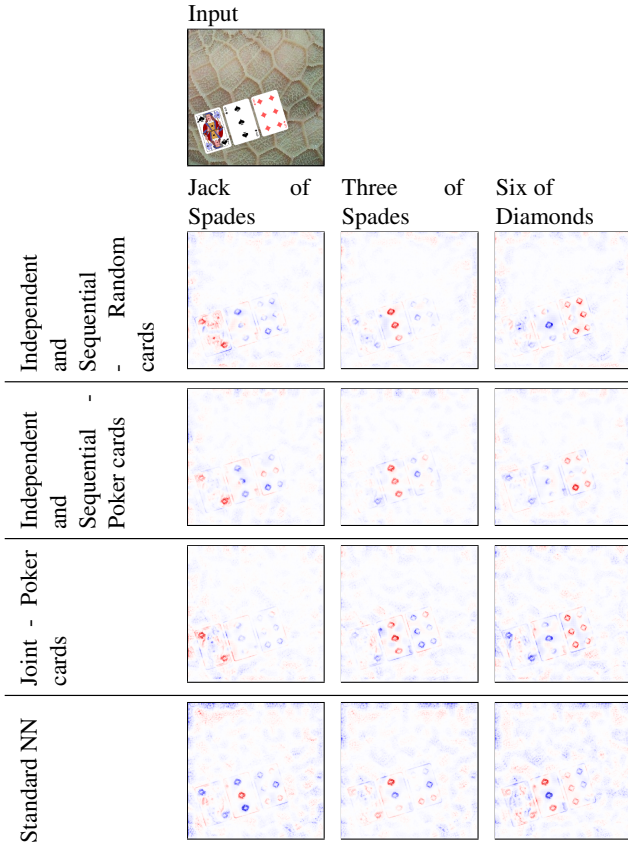 Input
Jack of
Spades
Three of
Spades
Six of
Diamonds
Independent
and
Sequential
- Random
cards
Independent
and
Sequential -
Poker cards
Joint - Poker
cards
Standard NN